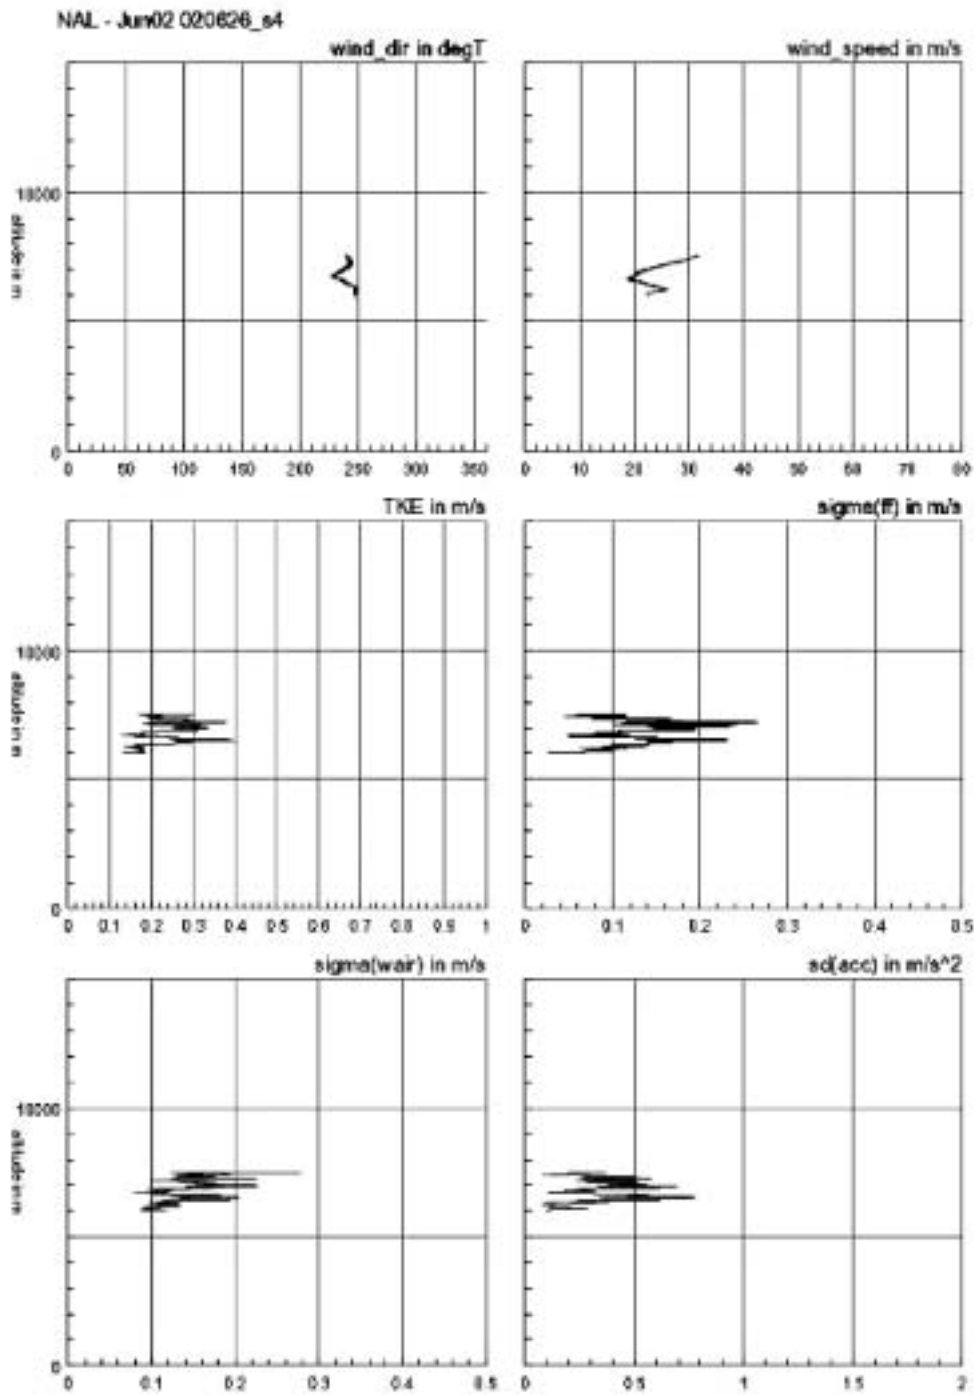 NAL - Jun02 020626_s4
wind_dir in degT
wind_speed in m/s
10000
altitude in m
0
0 50 100 150 200 250 300 350
0 10 20 30 40 50 60 70 80
TKE in m/s
sigma(ff) in m/s
10000
altitude in m
0
0 0.1 0.2 0.3 0.4 0.5 0.6 0.7 0.8 0.9 1
0 0.1 0.2 0.3 0.4 0.5
sigma(wair) in m/s
sd(acc) in m/s^2
10000
altitude in m
0
0 0.1 0.2 0.3 0.4 0.5
0 0.5 1 1.5 2